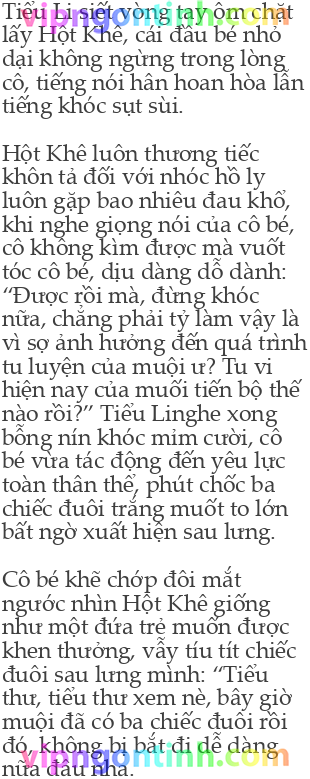 Tiểu Li siết vòng tay ôm chặt
vipngontinh.com
lấy Hột Khê, cái đầu bé nhỏ
dại không ngừng trong lòng
cô, tiếng nói hân hoan hòa lẫn
tiếng khóc sụt sùi.
Hột Khê luôn thương tiếc
khôn tả đối với nhóc hồ ly
luôn gặp bao nhiêu đau khổ,
khi nghe giọng nói của cô bé,
cô không kìm được mà vuốt
tóc cô bé, dịu dàng dỗ dành:
“Được rồi mà, đừng khóc
nữa, chẳng phải tỷ làm vậy là
vì sợ ảnh hưởng đến quá trình
tu luyện của muội ư? Tu vi
hiện nay của muối tiến bộ thế
nào rồi?” Tiểu Linghe xong
bỗng nín khóc mỉm cười, cô
bé vừa tác động đến yêu lực
toàn thân thể, phút chốc ba
chiếc đuôi trắng muốt to lớn
bất ngờ xuất hiện sau lưng.
Cô bé khẽ chớp đôi mắt
ngước nhìn Hột Khê giống
như một đứa trẻ muốn được
khen thưởng, vẫy tíu tít chiếc
đuôi sau lưng mình: “Tiểu
thư, tiểu thư xem nè, bây giờ
muội đã có ba chiếc đuôi rồi
đó, không bị bắt đi dễ dàng
vipngontinh.com
nữa đâu nha.